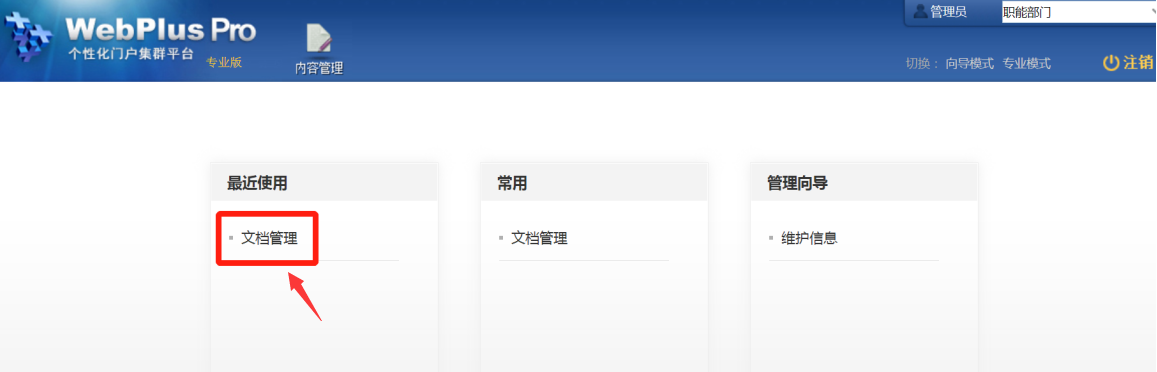 WebPlus Pro
个性化门户集群平台 专业版
内容管理
管理员 职能部门
切换： 向导模式 专业模式
注销
最近使用
文档管理
常用
文档管理
管理向导
维护信息